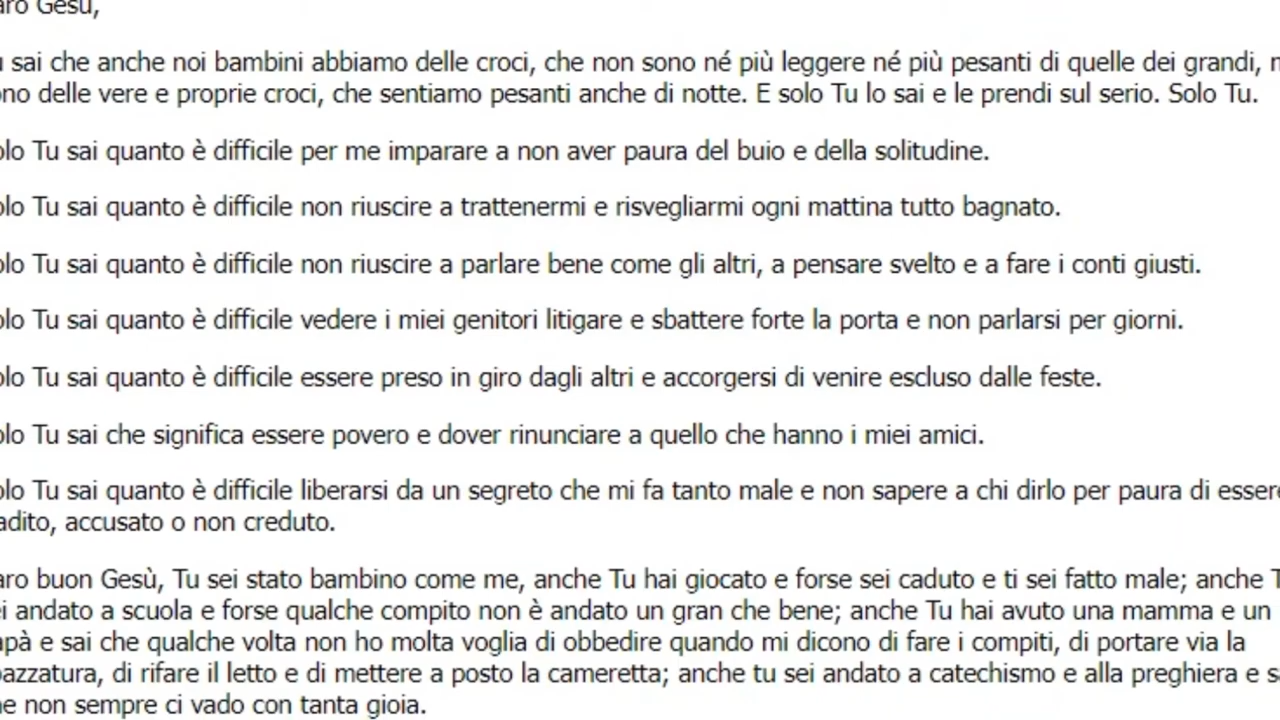 aro Gesù,
u sai che anche noi bambini abbiamo delle croci, che non sono né più leggere né più pesanti di quelle dei grandi,
ono delle vere e proprie croci, che sentiamo pesanti anche di notte. E solo Tu lo sai e le prendi sul serio. Solo Tu.
olo Tu sai quanto è difficile per me imparare a non aver paura del buio e della solitudine.
olo Tu sai quanto è difficile non riuscire a trattenermi e risvegliarmi ogni mattina tutto bagnato.
olo Tu sai quanto è difficile non riuscire a parlare bene come gli altri, a pensare svelto e a fare i conti giusti.
olo Tu sai quanto è difficile vedere i miei genitori litigare e sbattere forte la porta e non parlarsi per giorni.
olo Tu sai quanto è difficile essere preso in giro dagli altri e accorgersi di venire escluso dalle feste.
olo Tu sai che significa essere povero e dover rinunciare a quello che hanno i miei amici.
olo Tu sai quanto è difficile liberarsi da un segreto che mi fa tanto male e non sapere a chi dirlo per paura di essere
adito, accusato o non creduto.
aro buon Gesù, Tu sei stato bambino come me, anche Tu hai giocato e forse sei caduto e ti sei fatto male; anche T
ei andato a scuola e forse qualche compito non è andato un gran che bene; anche Tu hai avuto una mamma e un
apà e sai che qualche volta non ho molta voglia di obbedire quando mi dicono di fare i compiti, di portare via la
pazzatura, di rifare il letto e di mettere a posto la cameretta; anche tu sei andato a catechismo e alla preghiera e sa
he non sempre ci vado con tanta gioia.